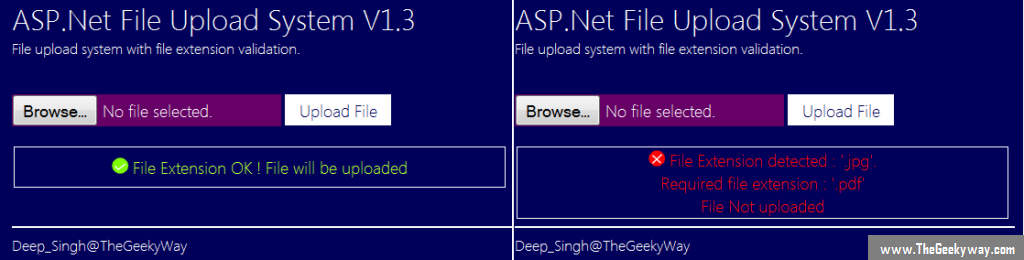 ASP.Net File Upload System V1.3
File upload system with file extension validation.
Browse... No file selected. Upload File
File Extension OK ! File will be uploaded
Deep_Singh@TheGeekyWay
ASP.Net File Upload System V1.3
File upload system with file extension validation.
Browse... No file selected. Upload File
File Extension detected : '.jpg'.
Required file extension : '.pdf'
File Not uploaded
Deep_Singh@TheGeekyWay
www.TheGeekyway.com